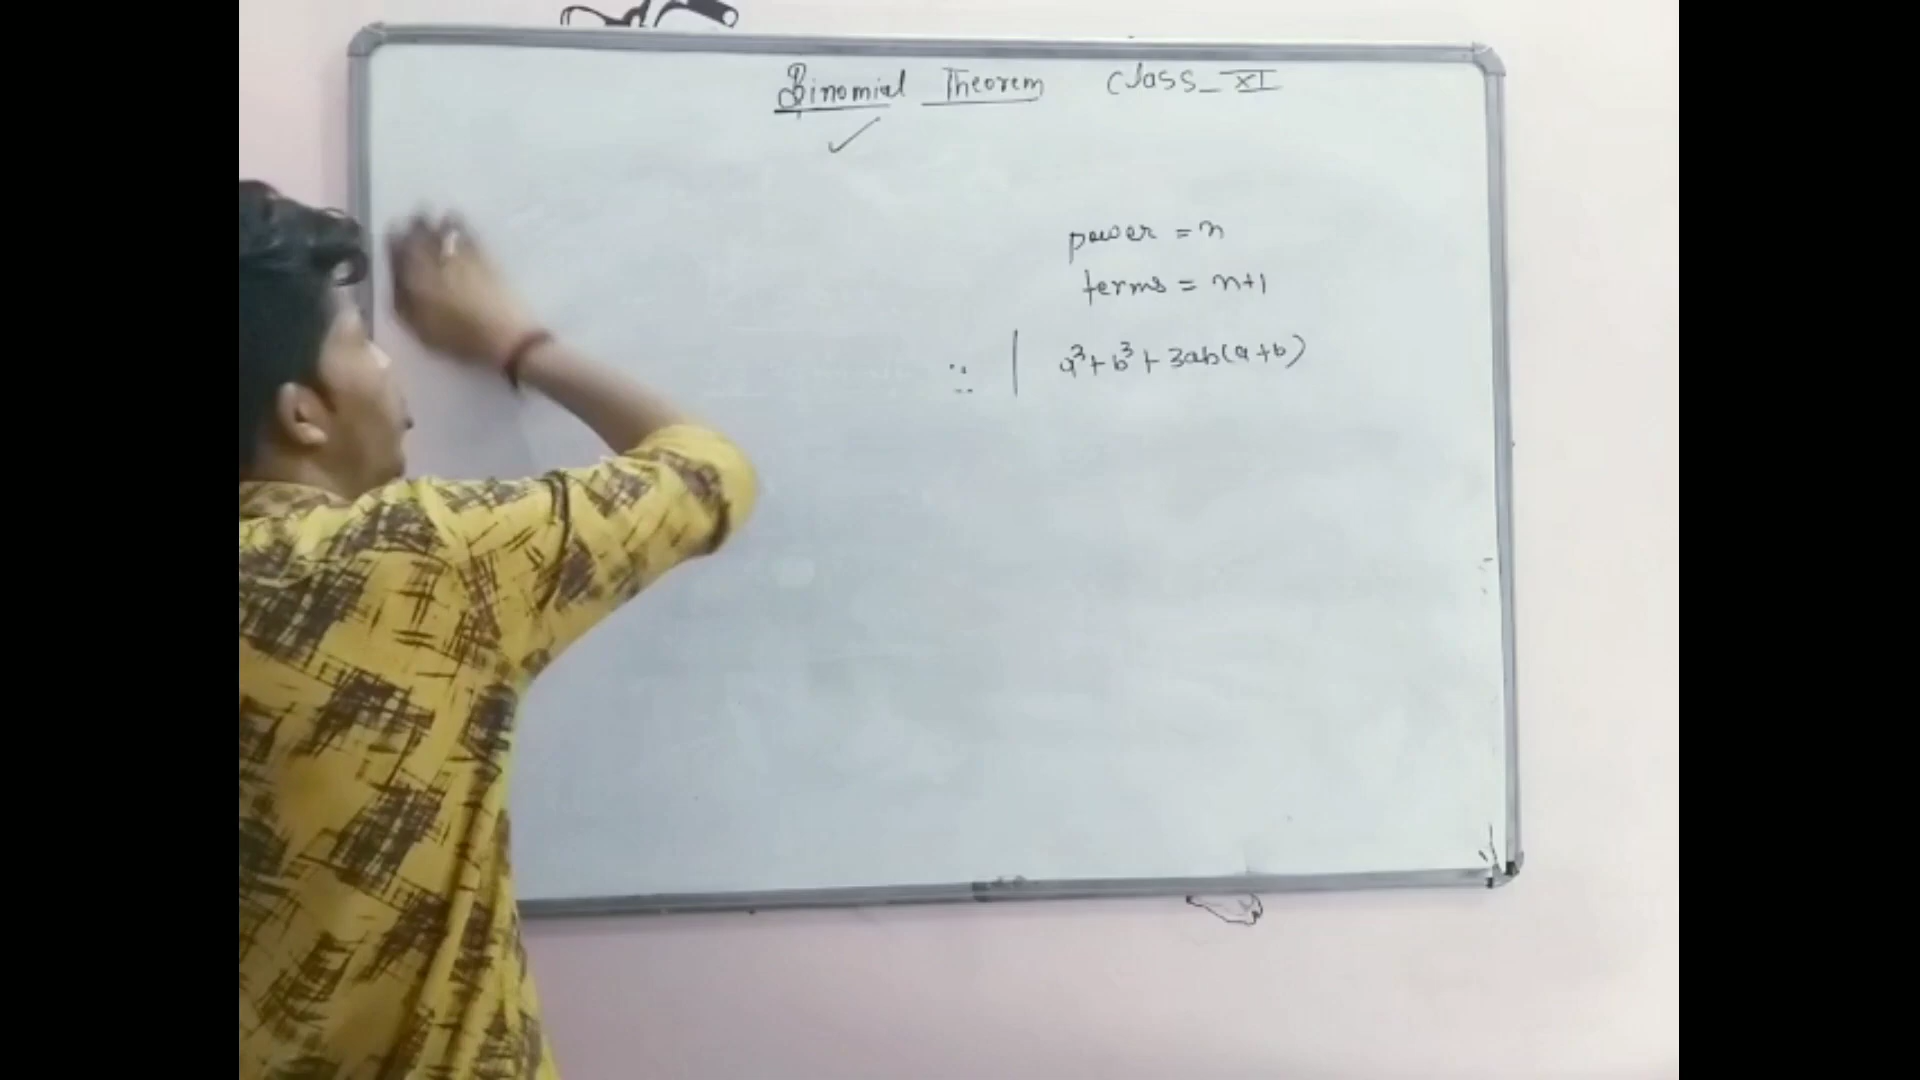 Binomial Theorem Class_XI
power = n
terms = n+1
a³+b³+3ab(a+b)